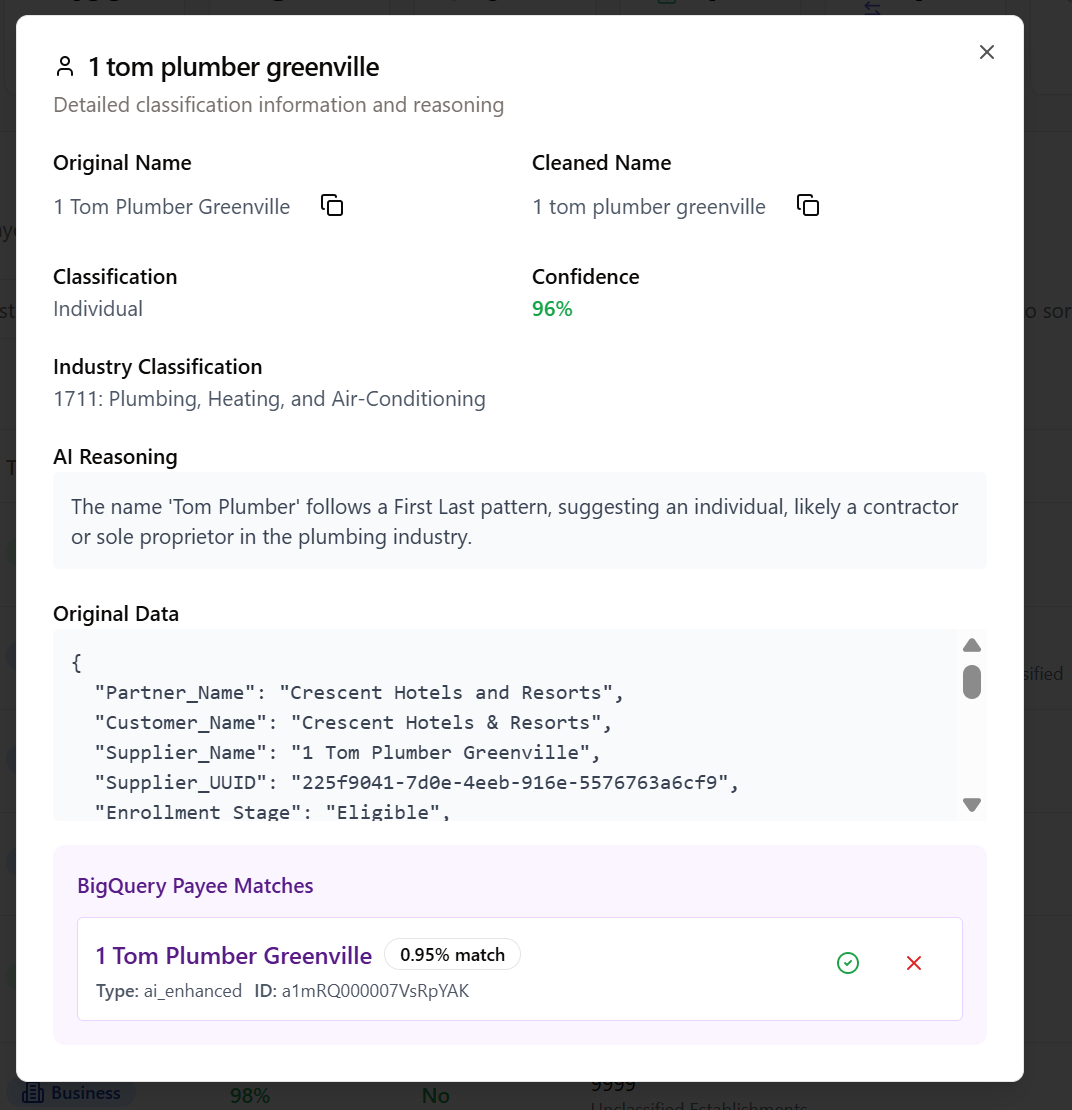 1 tom plumber greenville
Detailed classification information and reasoning
Original Name
Cleaned Name
1 Tom Plumber Greenville
1 tom plumber greenville
Classification
Confidence
Individual
96%
Industry Classification
1711: Plumbing, Heating, and Air-Conditioning
AI Reasoning
The name 'Tom Plumber' follows a First Last pattern, suggesting an individual, likely a contractor
or sole proprietor in the plumbing industry.
Original Data
{
"Partner_Name": "Crescent Hotels and Resorts",
"Customer_Name": "Crescent Hotels & Resorts",
"Supplier_Name": "1 Tom Plumber Greenville",
"Supplier_UUID": "225f9041-7d0e-4eeb-916e-5576763a6cf9",
"Enrollment Stage": "Eligible",
BigQuery Payee Matches
1 Tom Plumber Greenville 0.95% match
Type: ai_enhanced ID: a1mRQ000007VsRpYAK
Business 98% No 9999
Unclassified Establishments